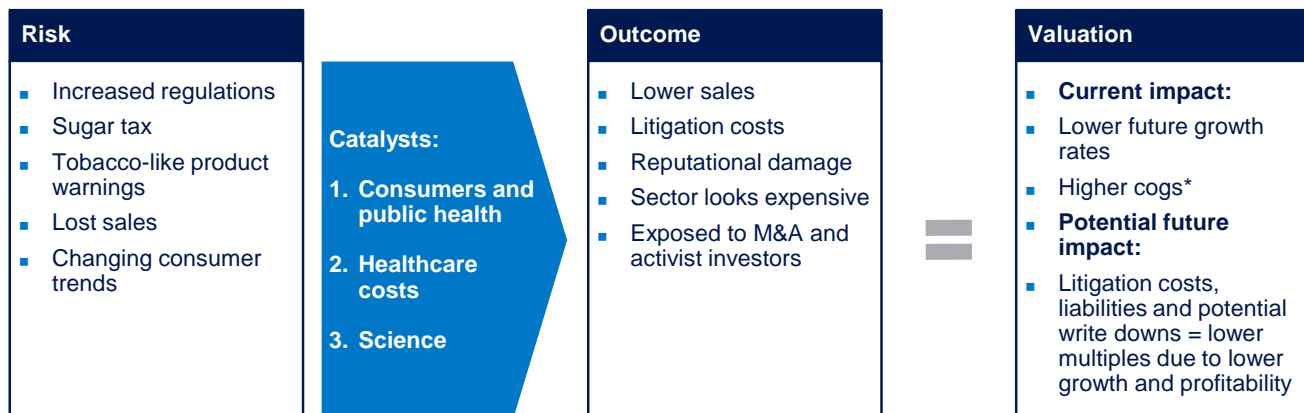 Risk
Increased regulations
Sugar tax
Tobacco-like product
warnings
Lost sales
Changing consumer
trends
Catalysts:
1. Consumers and
public health
2. Healthcare
costs
3. Science
Outcome
Lower sales
Litigation costs
Reputational damage
Sector looks expensive
Exposed to M&A and
activist investors
=
Valuation
Current impact:
Lower future growth
rates
Higher cogs*
Potential future
impact:
Litigation costs,
liabilities and potential
write downs = lower
multiples due to lower
growth and profitability